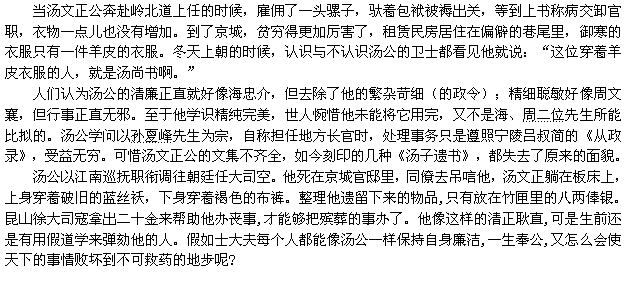 当汤文正公奔赴岭北道上任的时候，雇佣了一头骡子，驮着包袱被褥出关，等到上书称病交卸官
职，衣物一点儿也没有增加。到了京城，贫穷得更加厉害了，租赁民房居住在偏僻的巷尾里，御寒的
衣服只有一件羊皮的衣服。冬天上朝的时候，认识与不认识汤公的卫士都看见他就说：“这位穿着羊
皮衣服的人，就是汤尚书啊。”
人们认为汤公的清廉正直就好像海忠介，但去除了他的繁杂苛细（的政令）；精细聪敏好像周文
襄，但行事正直无邪。至于他学识精纯完美，世人惋惜他未能将它用完，又不是海、周二位先生所能
比拟的。汤公学问以孙夏峰先生为宗，自称担任地方长官时，处理事务只是遵照宁陵吕叔简的《从政
录》，受益无穷。可惜汤文正公的文集不齐全，如今刻印的几种《汤子遗书》，都失去了原来的面貌。
汤公以江南巡抚职衔调往朝廷任大司空。他死在京城官邸里，同僚去吊唁他，汤文正躺在板床上，
上身穿着破旧的蓝丝袄，下身穿着褐色的布裤。整理他遗留下来的物品，只有放在竹匣里的八两俸银。
昆山徐大司寇拿出二十金来帮助他办丧事,才能够把殡葬的事办了。他像这样的清正耿直,可是生前还
是有用假道学来弹劾他的人。假如士大夫每个人都能像汤公一样保持自身廉洁,一生奉公,又怎么会使
天下的事情败坏到不可救药的地步呢?